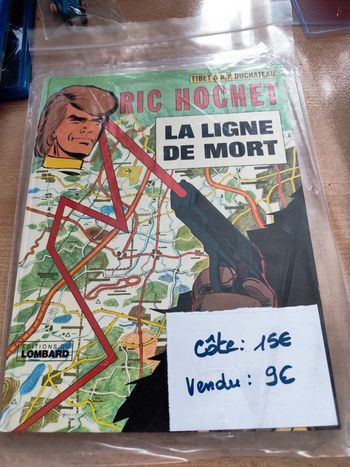 TIBET & A.P. DUCHATEAU
RIC HOCHET
LA LIGNE
DE MORT
EDITIONS DU
LOMBARD
côte: 15€
Vendu: 9€